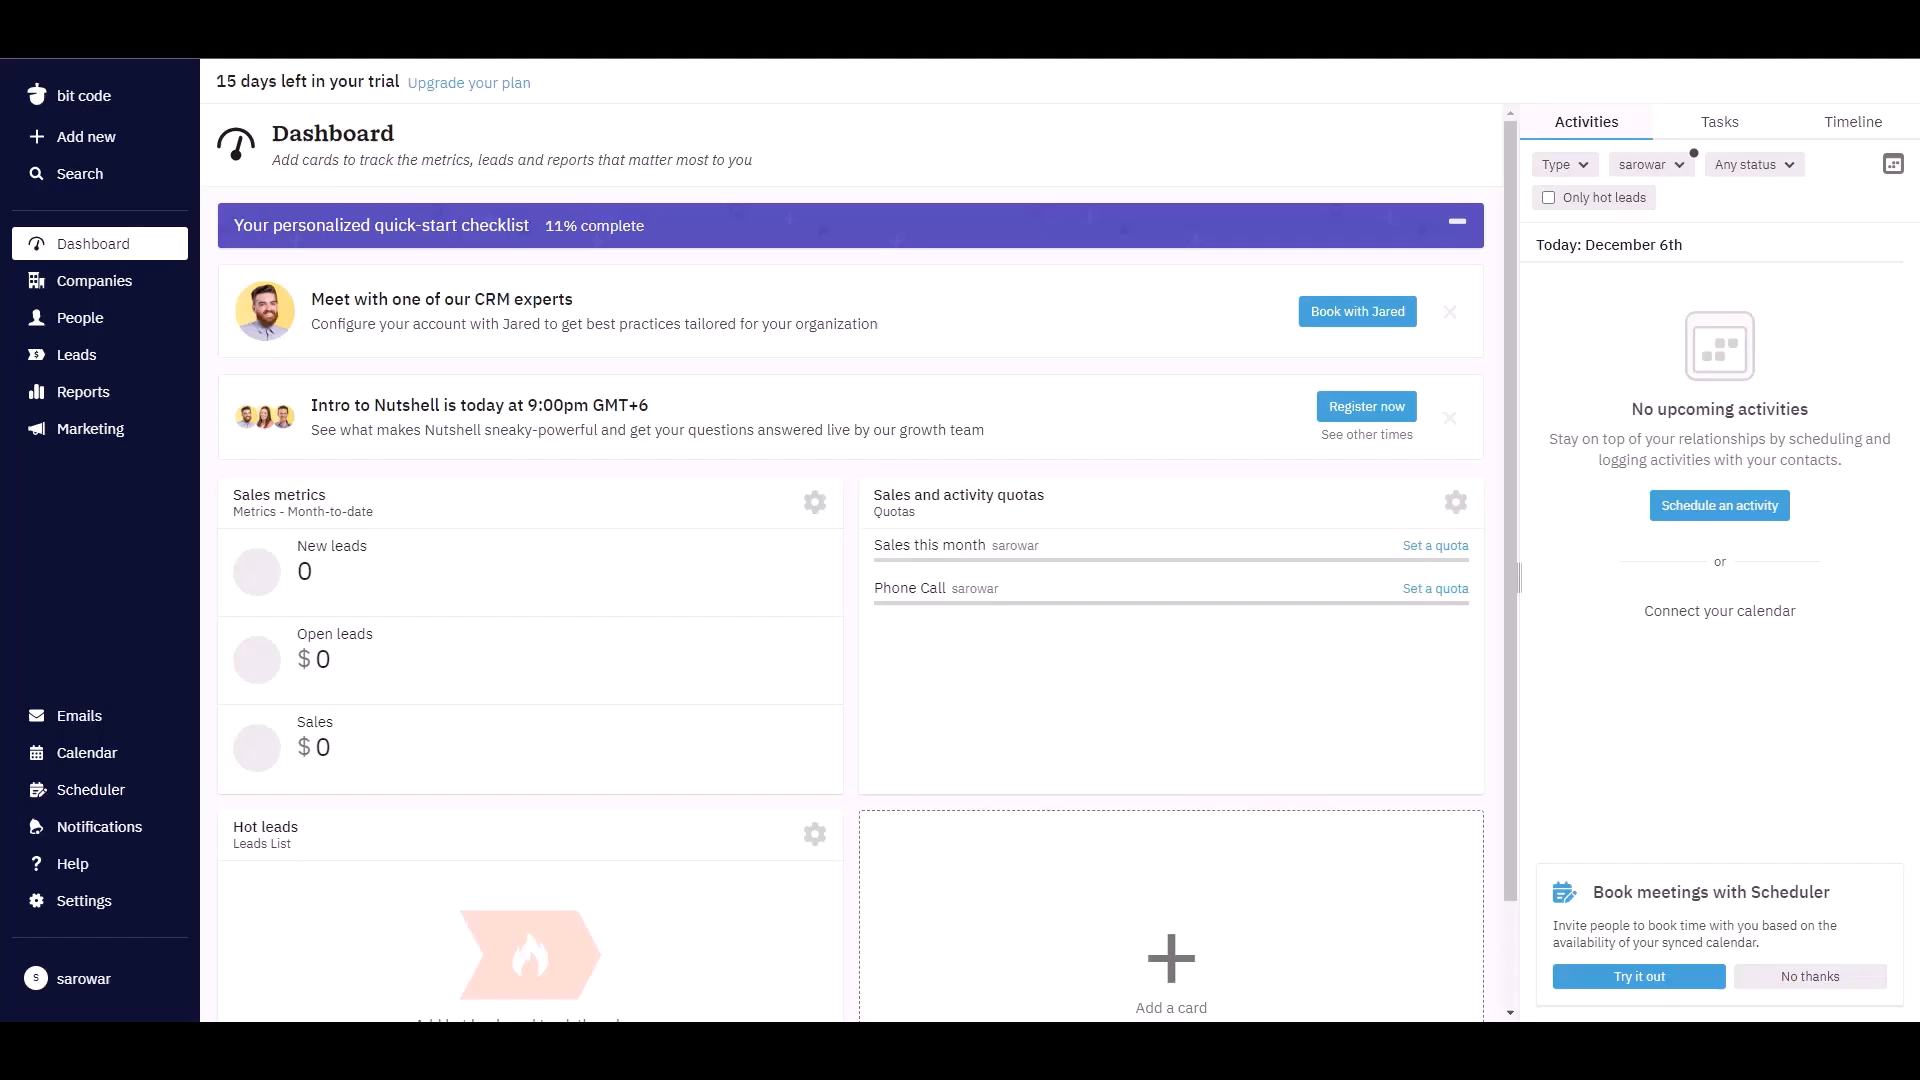 bit code
Add new
Search
Dashboard
Companies
People
Leads
Reports
Marketing
Emails
Calendar
Scheduler
Notifications
Help
Settings
S
sarowar
15 days left in your trial Upgrade your plan
Dashboard
Add cards to track the metrics, leads and reports that matter most to you
Your personalized quick-start checklist 11% complete
Meet with one of our CRM experts
Configure your account with Jared to get best practices tailored for your organization
Book with Jared
Intro to Nutshell is today at 9:00pm GMT+6
See what makes Nutshell sneaky-powerful and get your questions answered live by our growth team
Register now
See other times
Sales metrics
Metrics - Month-to-date
New leads
0
Open leads
$ 0
Sales
$ 0
Sales and activity quotas
Quotas
Sales this month sarowar Set a quota
Phone Call sarowar Set a quota
Hot leads
Leads List
Add a card
Activities Tasks Timeline
Type sarowar Any status
Only hot leads
Today: December 6th
No upcoming activities
Stay on top of your relationships by scheduling and
logging activities with your contacts.
Schedule an activity
or
Connect your calendar
Book meetings with Scheduler
Invite people to book time with you based on the
availability of your synced calendar.
Try it out No thanks